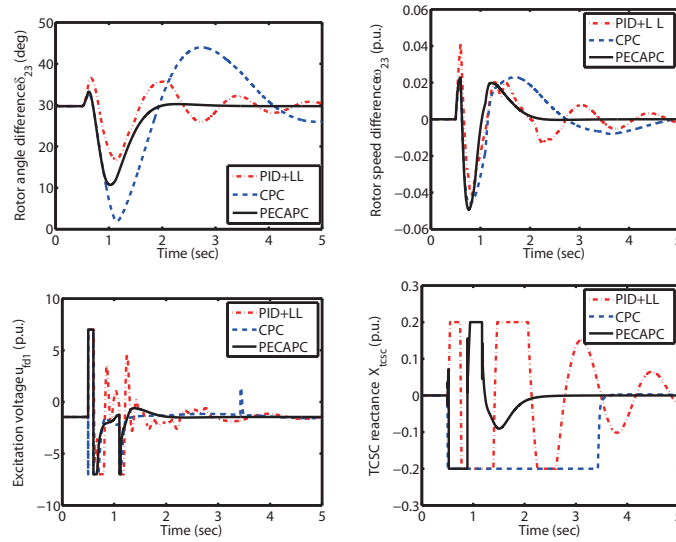 50
40
30
20
10
0
0 1 2 3 4 5
Rotor angle differenceδ23 (deg)
Time (sec)
PID+LL
CPC
PECAPC
0.06
0.04
0.02
0.00
−0.02
−0.04
−0.06
0 1 2 3 4 5
Rotor speed differenceω23 (p.u.)
Time (sec)
PID+L L
CPC
PECAPC
10
5
0
−5
−10
0 1 2 3 4 5
Excitation voltage ufd1 (p.u.)
Time (sec)
PID+LL
CPC
PECAPC
0.3
0.2
0.1
0.0
−0.1
−0.2
−0.3
0 1 2 3 4 5
TCSC reactance Xtcsc (p.u.)
Time (sec)
PID+LL
CPC
PECAPC